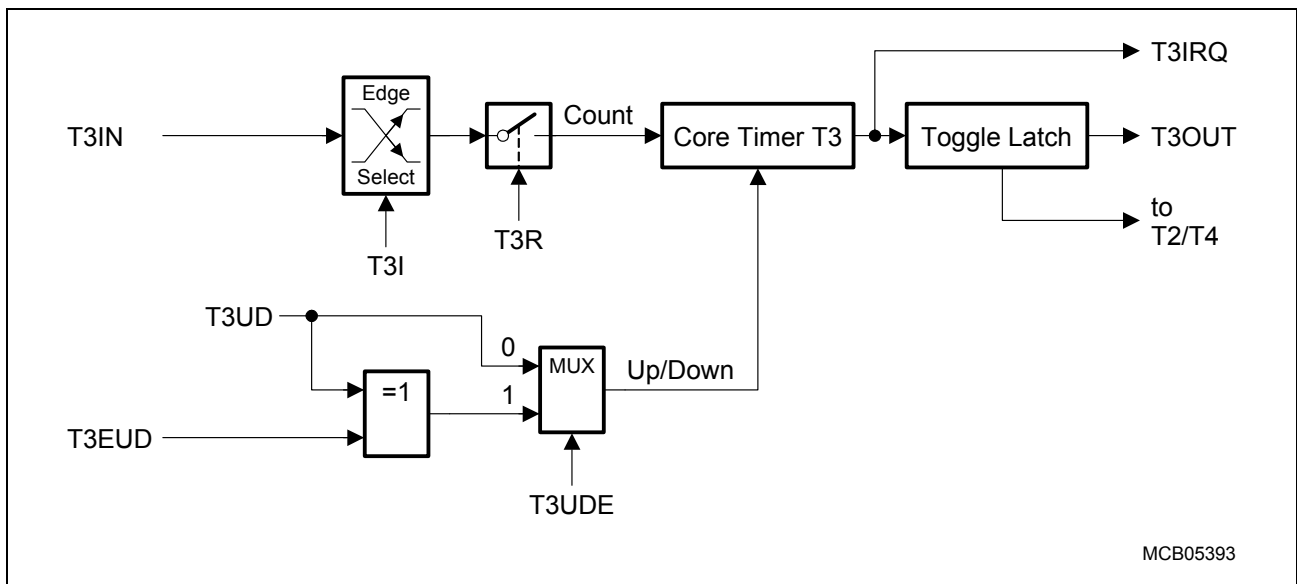 T3IRQ
Edge
Select
T3IN
Count
Core Timer T3
Toggle Latch
T3OUT
to
T2/T4
T3R
T3I
T3UD
0
MUX
Up/Down
=1
1
T3EUD
T3UDE
MCB05393